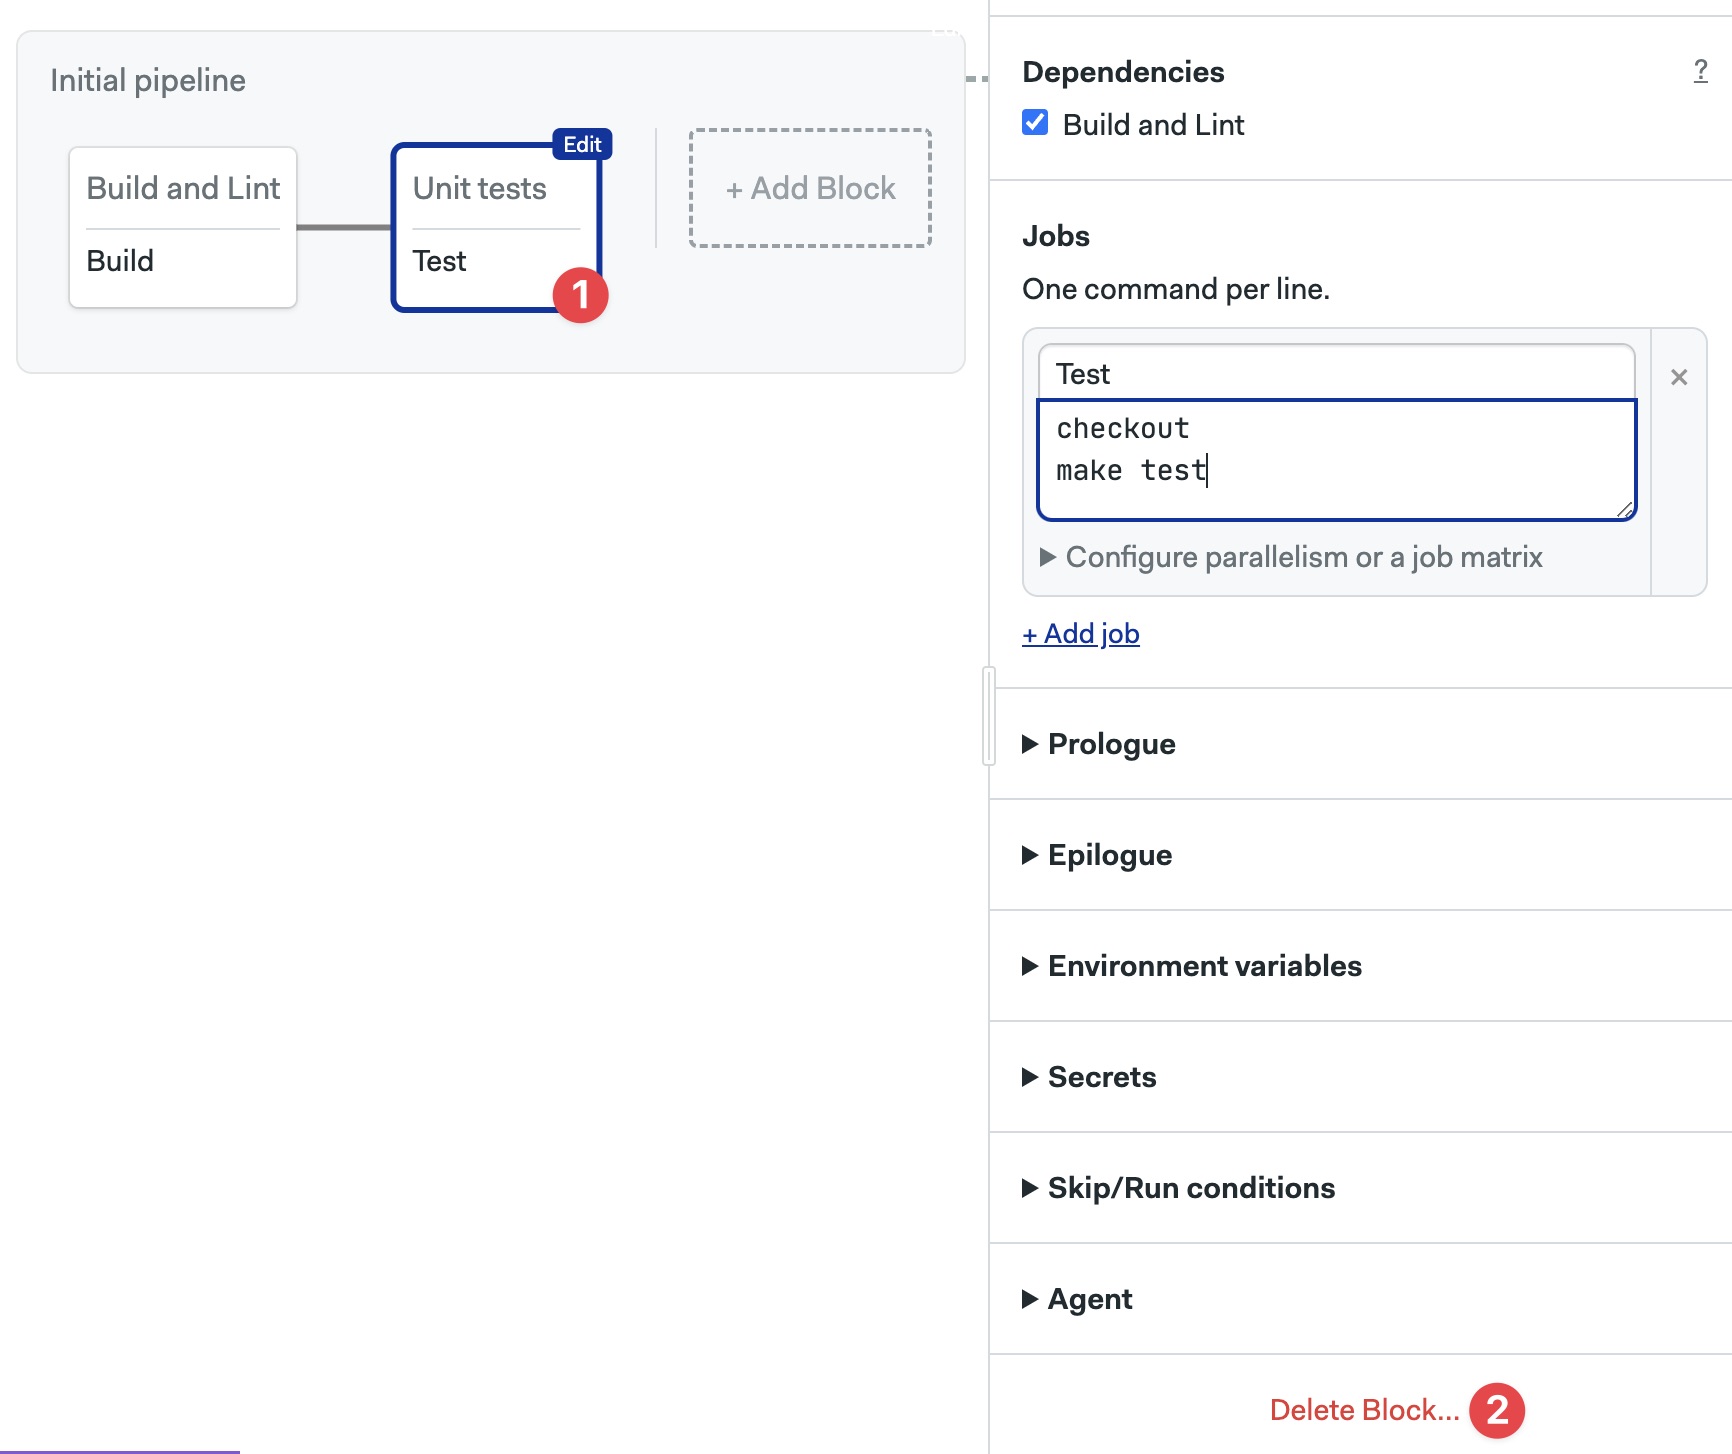 Initial pipeline
Build and Lint
Build
Edit
Unit tests
Test
1
+ Add Block
Dependencies
?
Build and Lint
Jobs
One command per line.
Test
×
checkout
make test
Configure parallelism or a job matrix
+ Add job
Prologue
Epilogue
Environment variables
Secrets
Skip/Run conditions
Agent
Delete Block...
2